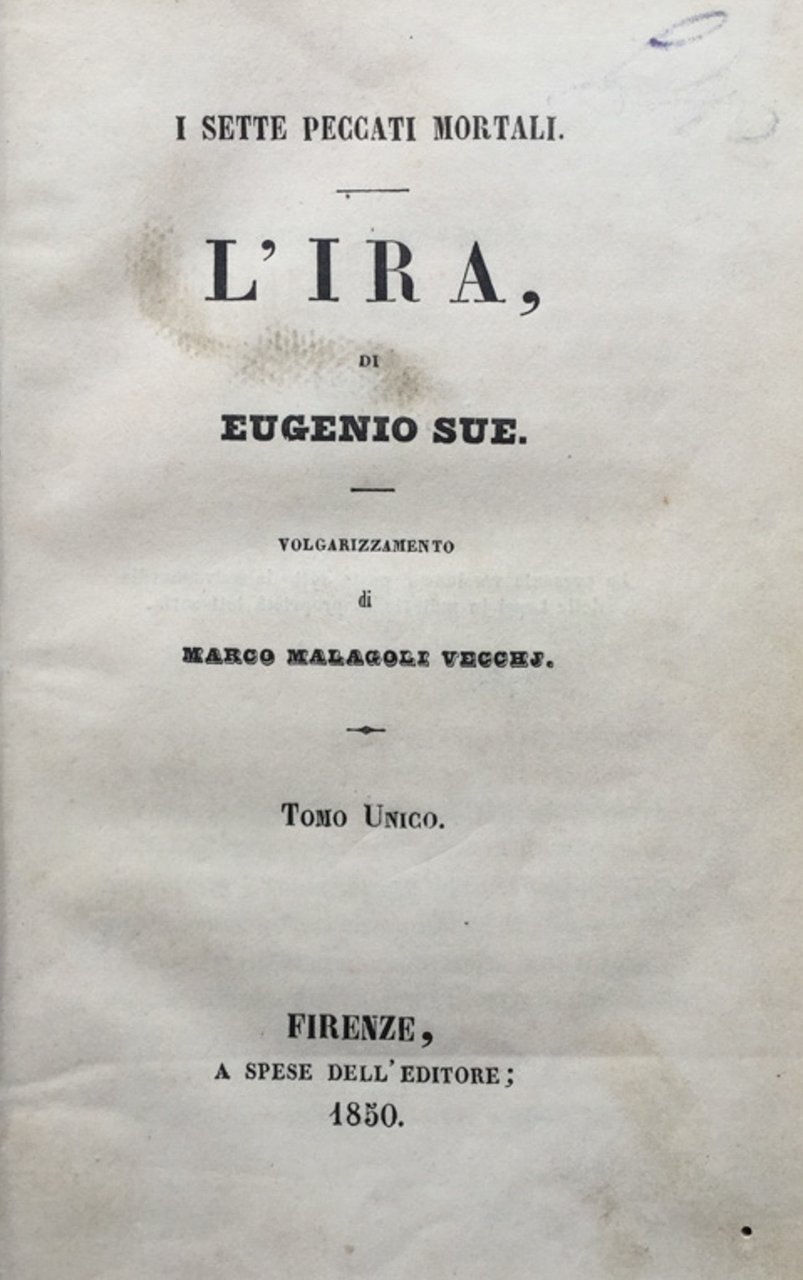 I SETTE PECCATI MORTALI.
L'IRA,
DI
EUGENIO SUE.
VOLGARIZZAMENTO
di
MARCO MALAGOLI VECCHJ.
TOMO UNICO.
FIRENZE,
A SPESE DELL'EDITORE;
1850.